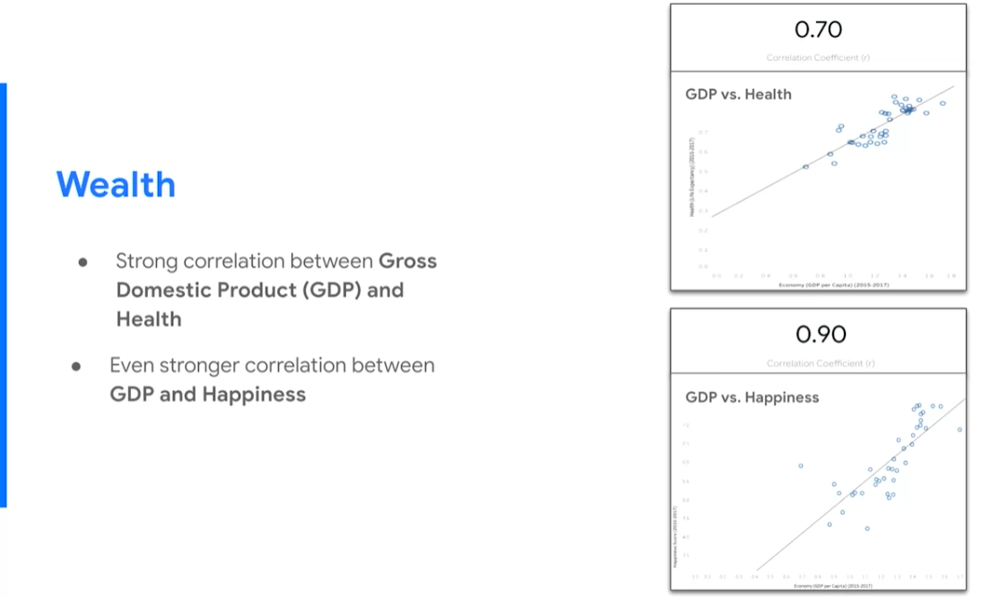 Wealth
● Strong correlation between Gross
Domestic Product (GDP) and
Health
● Even stronger correlation between
GDP and Happiness
0.70
Correlation Coefficient (r)
GDP vs. Health
Health (Life Expectancy) (2015-2017)
0.7
0.6
0.5
0.4
0.3
0.2
0.1
0.0
0.0 0.2 0.4 0.6 0.8 1.0 1.2 1.4 1.6 1.8
Economy (GDP per Capita) (2015-2017)
0.90
Correlation Coefficient (r)
GDP vs. Happiness
Happiness Score (2015-2017)
Economy (GDP per Capita) (2015-2017)